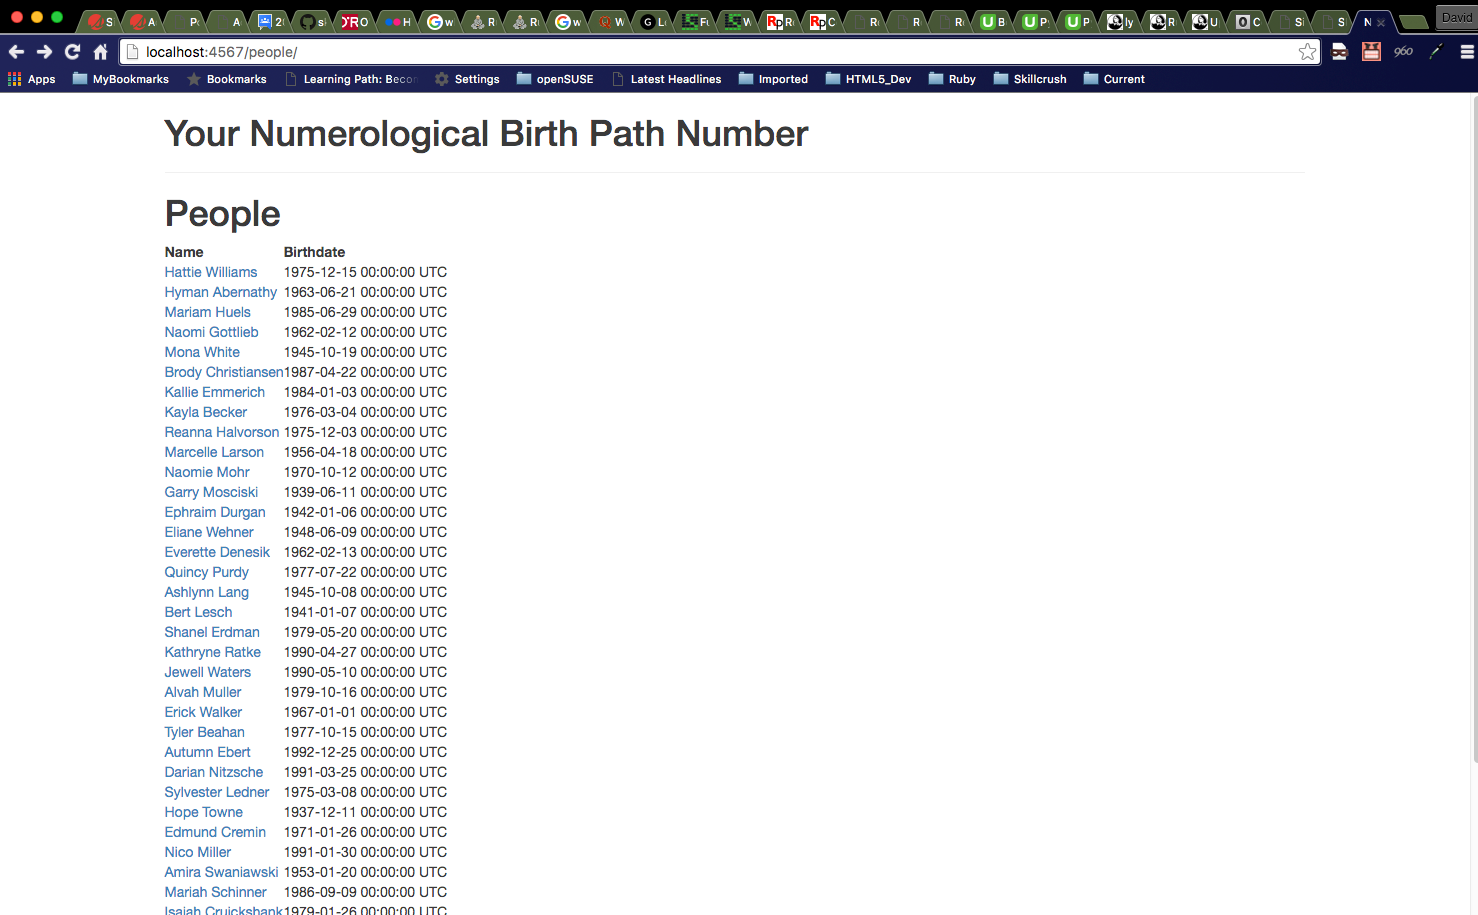 David
localhost:4567/people/
960
Apps MyBookmarks Bookmarks Learning Path: Becor Settings openSUSE Latest Headlines Imported HTML5_Dev Ruby Skillcrush Current
Your Numerological Birth Path Number
People
Name Birthdate
Hattie Williams 1975-12-15 00:00:00 UTC
Hyman Abernathy 1963-06-21 00:00:00 UTC
Mariam Huels 1985-06-29 00:00:00 UTC
Naomi Gottlieb 1962-02-12 00:00:00 UTC
Mona White 1945-10-19 00:00:00 UTC
Brody Christiansen 1987-04-22 00:00:00 UTC
Kallie Emmerich 1984-01-03 00:00:00 UTC
Kayla Becker 1976-03-04 00:00:00 UTC
Reanna Halvorson 1975-12-03 00:00:00 UTC
Marcelle Larson 1956-04-18 00:00:00 UTC
Naomie Mohr 1970-10-12 00:00:00 UTC
Garry Mosciski 1939-06-11 00:00:00 UTC
Ephraim Durgan 1942-01-06 00:00:00 UTC
Eliane Wehner 1948-06-09 00:00:00 UTC
Everette Denesik 1962-02-13 00:00:00 UTC
Quincy Purdy 1977-07-22 00:00:00 UTC
Ashlynn Lang 1945-10-08 00:00:00 UTC
Bert Lesch 1941-01-07 00:00:00 UTC
Shanel Erdman 1979-05-20 00:00:00 UTC
Kathryne Ratke 1990-04-27 00:00:00 UTC
Jewell Waters 1990-05-10 00:00:00 UTC
Alvah Muller 1979-10-16 00:00:00 UTC
Erick Walker 1967-01-01 00:00:00 UTC
Tyler Beahan 1977-10-15 00:00:00 UTC
Autumn Ebert 1992-12-25 00:00:00 UTC
Darian Nitzsche 1991-03-25 00:00:00 UTC
Sylvester Ledner 1975-03-08 00:00:00 UTC
Hope Towne 1937-12-11 00:00:00 UTC
Edmund Cremin 1971-01-26 00:00:00 UTC
Nico Miller 1991-01-30 00:00:00 UTC
Amira Swaniawski 1953-01-20 00:00:00 UTC
Mariah Schinner 1986-09-09 00:00:00 UTC
Isaiah Cruickshank 1979-01-26 00:00:00 UTC